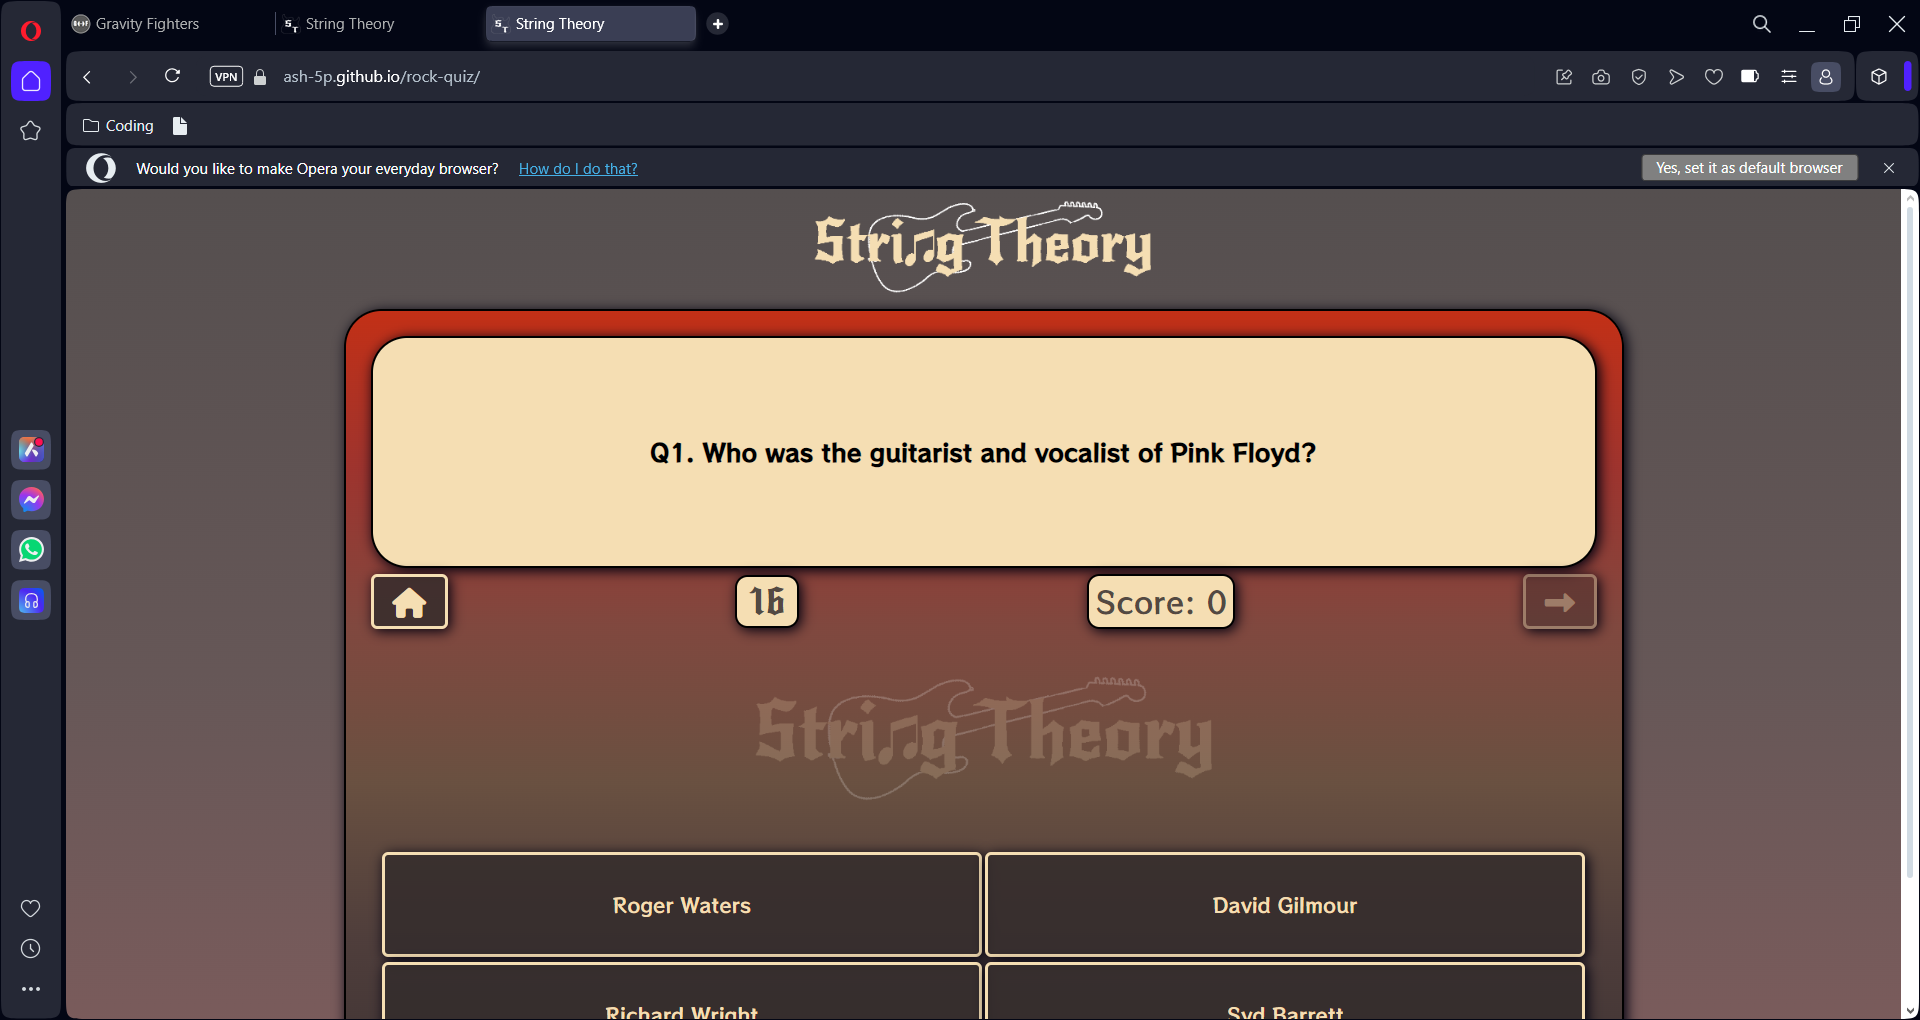 Gravity Fighters
String Theory
String Theory
VPN
ash-5p.github.io/rock-quiz/
Coding
Would you like to make Opera your everyday browser? How do I do that?
Yes, set it as default browser
String Theory
Q1. Who was the guitarist and vocalist of Pink Floyd?
16
Score: 0
String Theory
Roger Waters
David Gilmour
Richard Wright
Syd Barrett